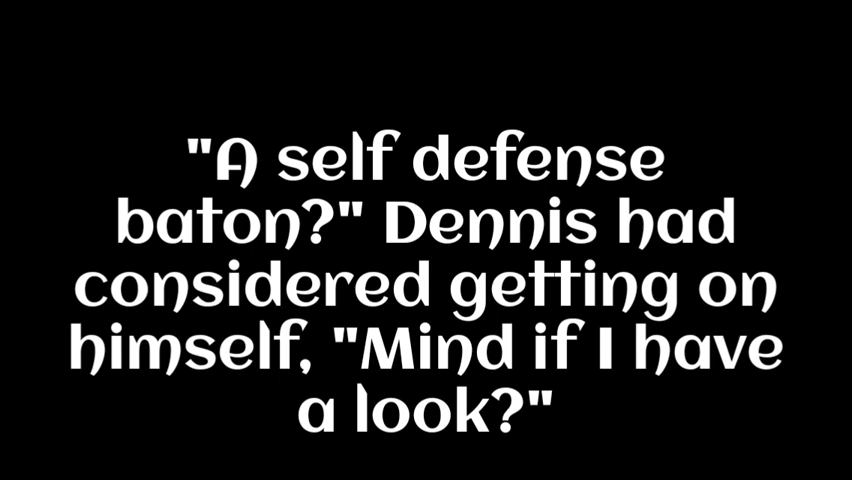 "A self defense
baton?" Dennis had
considered getting on
himself, "Mind if I have
a look?"